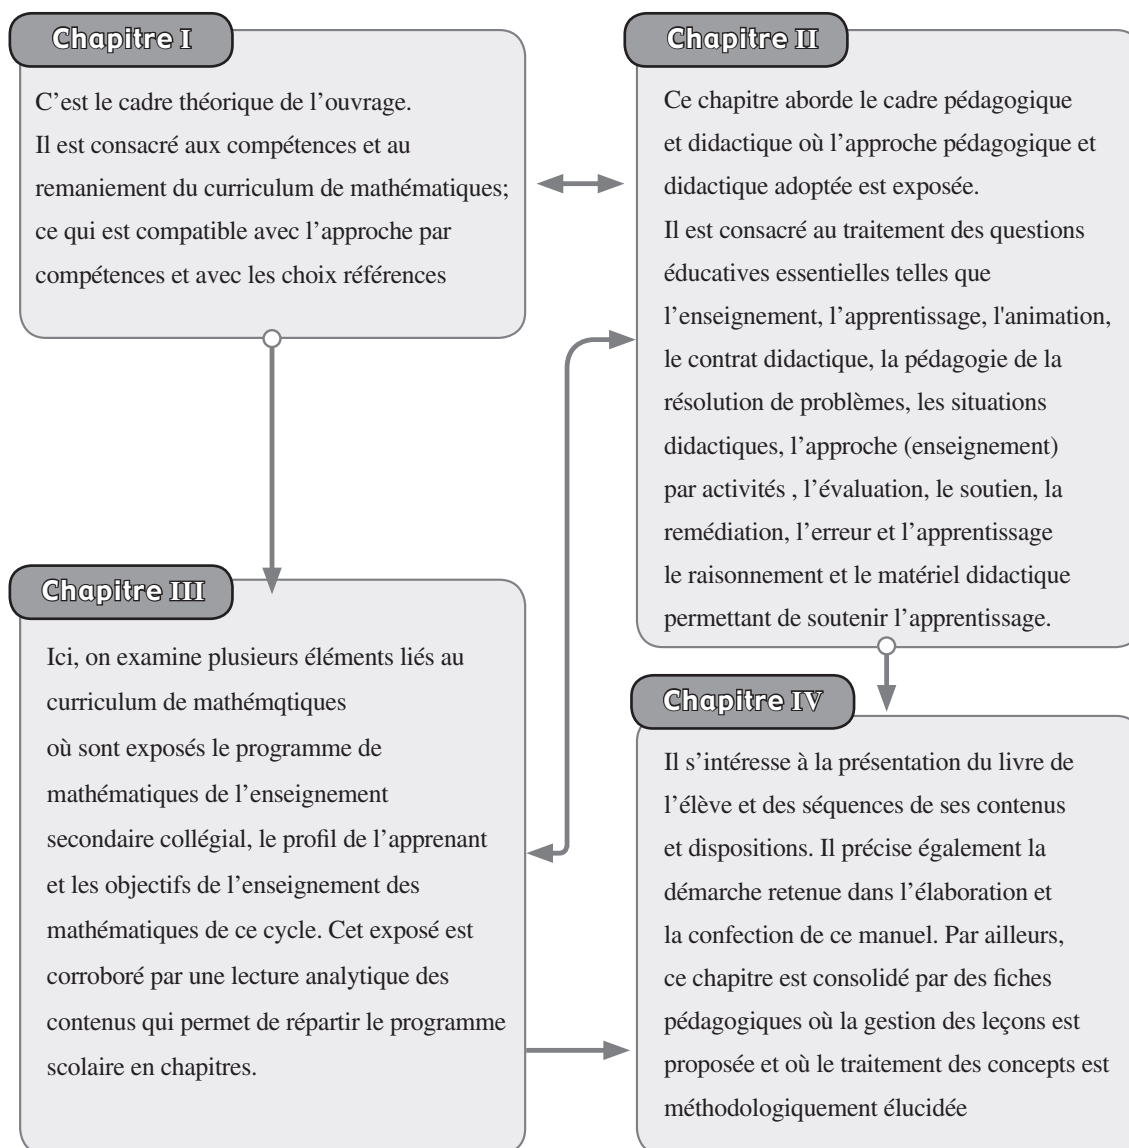 Chapitre I
C’est le cadre théorique de l’ouvrage.
Il est consacré aux compétences et au
remaniement du curriculum de mathématiques;
ce qui est compatible avec l’approche par
compétences et avec les choix références
Chapitre II
Ce chapitre aborde le cadre pédagogique
et didactique où l’approche pédagogique et
didactique adoptée est exposée.
Il est consacré au traitement des questions
éducatives essentielles telles que
l’enseignement, l’apprentissage, l'animation,
le contrat didactique, la pédagogie de la
résolution de problèmes, les situations
didactiques, l’approche (enseignement)
par activités , l’évaluation, le soutien, la
remédiation, l’erreur et l’apprentissage
le raisonnement et le matériel didactique
permettant de soutenir l’apprentissage.
Chapitre III
Ici, on examine plusieurs éléments liés au
curriculum de mathémqtiques
où sont exposés le programme de
mathématiques de l’enseignement
secondaire collégial, le profil de l’apprenant
et les objectifs de l’enseignement des
mathématiques de ce cycle. Cet exposé est
corroboré par une lecture analytique des
contenus qui permet de répartir le programme
scolaire en chapitres.
Chapitre IV
Il s’intéresse à la présentation du livre de
l’élève et des séquences de ses contenus
et dispositions. Il précise également la
démarche retenue dans l’élaboration et
la confection de ce manuel. Par ailleurs,
ce chapitre est consolidé par des fiches
pédagogiques où la gestion des leçons est
proposée et où le traitement des concepts est
méthodologiquement élucidée